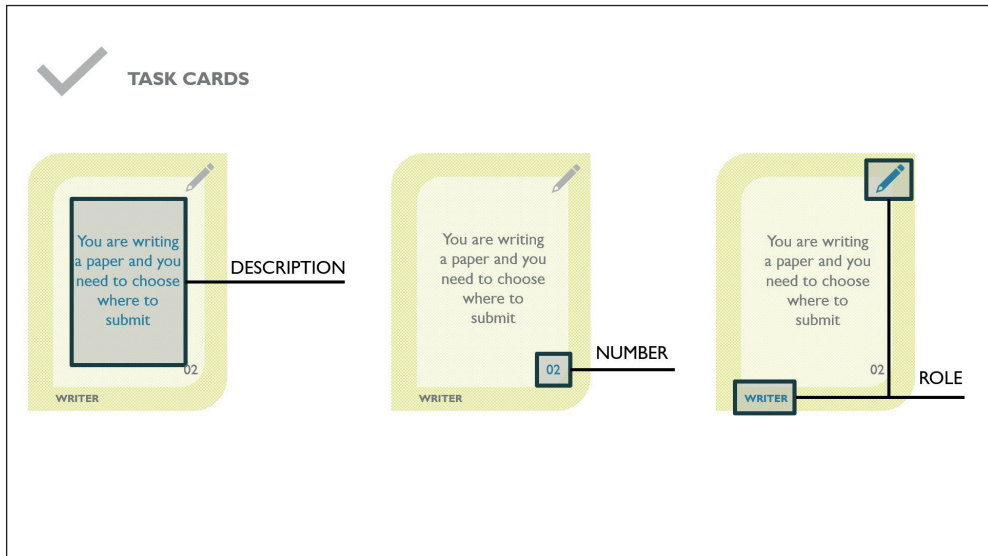 TASK CARDS
You are writing
a paper and you
need to choose
where to
submit
DESCRIPTION
02
WRITER
You are writing
a paper and you
need to choose
where to
submit
NUMBER
02
WRITER
You are writing
a paper and you
need to choose
where to
submit
02
ROLE
WRITER